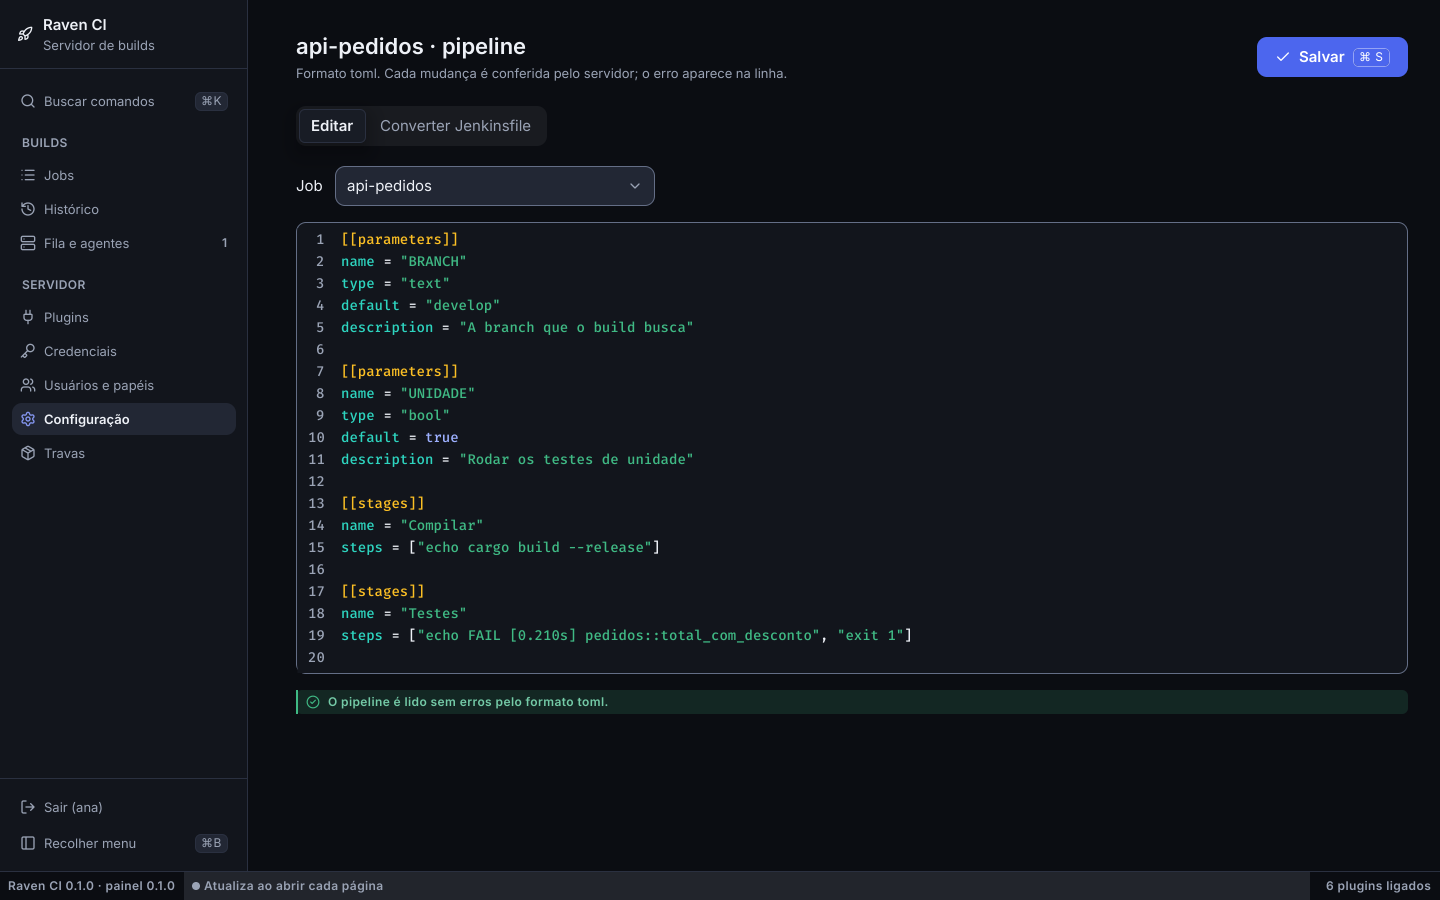 Raven CI
Servidor de builds
Buscar comandos ⌘K
BUILDS
Jobs
Histórico
Fila e agentes 1
SERVIDOR
Plugins
Credenciais
Usuários e papéis
Configuração
Travas
Sair (ana)
Recolher menu ⌘B
api-pedidos · pipeline
Formato toml. Cada mudança é conferida pelo servidor; o erro aparece na linha.
Salvar ⌘ S
Editar Converter Jenkinsfile
Job api-pedidos
1 [[parameters]]
2 name = "BRANCH"
3 type = "text"
4 default = "develop"
5 description = "A branch que o build busca"
6
7 [[parameters]]
8 name = "UNIDADE"
9 type = "bool"
10 default = true
11 description = "Rodar os testes de unidade"
12
13 [[stages]]
14 name = "Compilar"
15 steps = ["echo cargo build --release"]
16
17 [[stages]]
18 name = "Testes"
19 steps = ["echo FAIL [0.210s] pedidos::total_com_desconto", "exit 1"]
20
O pipeline é lido sem erros pelo formato toml.
Raven CI 0.1.0 · painel 0.1.0 Atualiza ao abrir cada página 6 plugins ligados